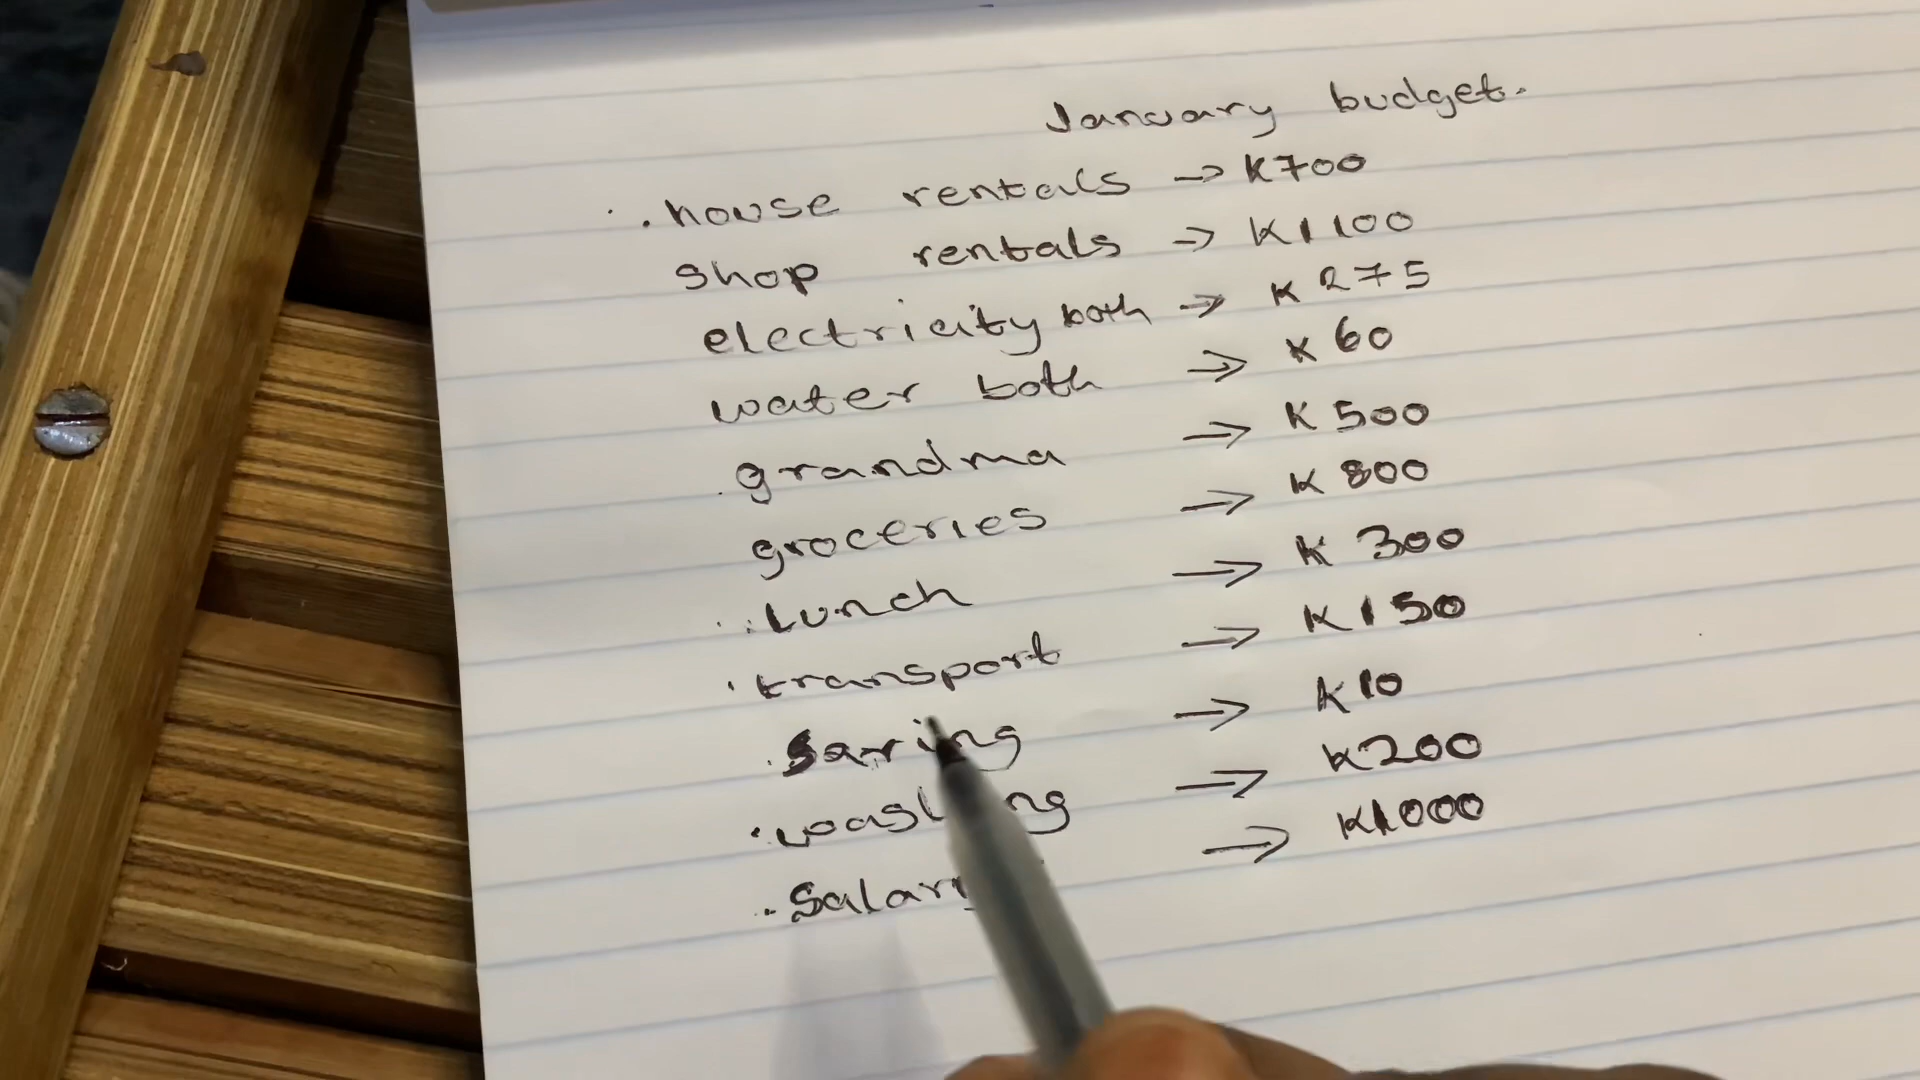 January budget.
house rentals → K700
shop rentals → K1100
electricity both → K275
water both → K60
grandma → K500
groceries → K800
Lunch → K300
transport → K150
saving → K10
→ K200
Salary → K1000